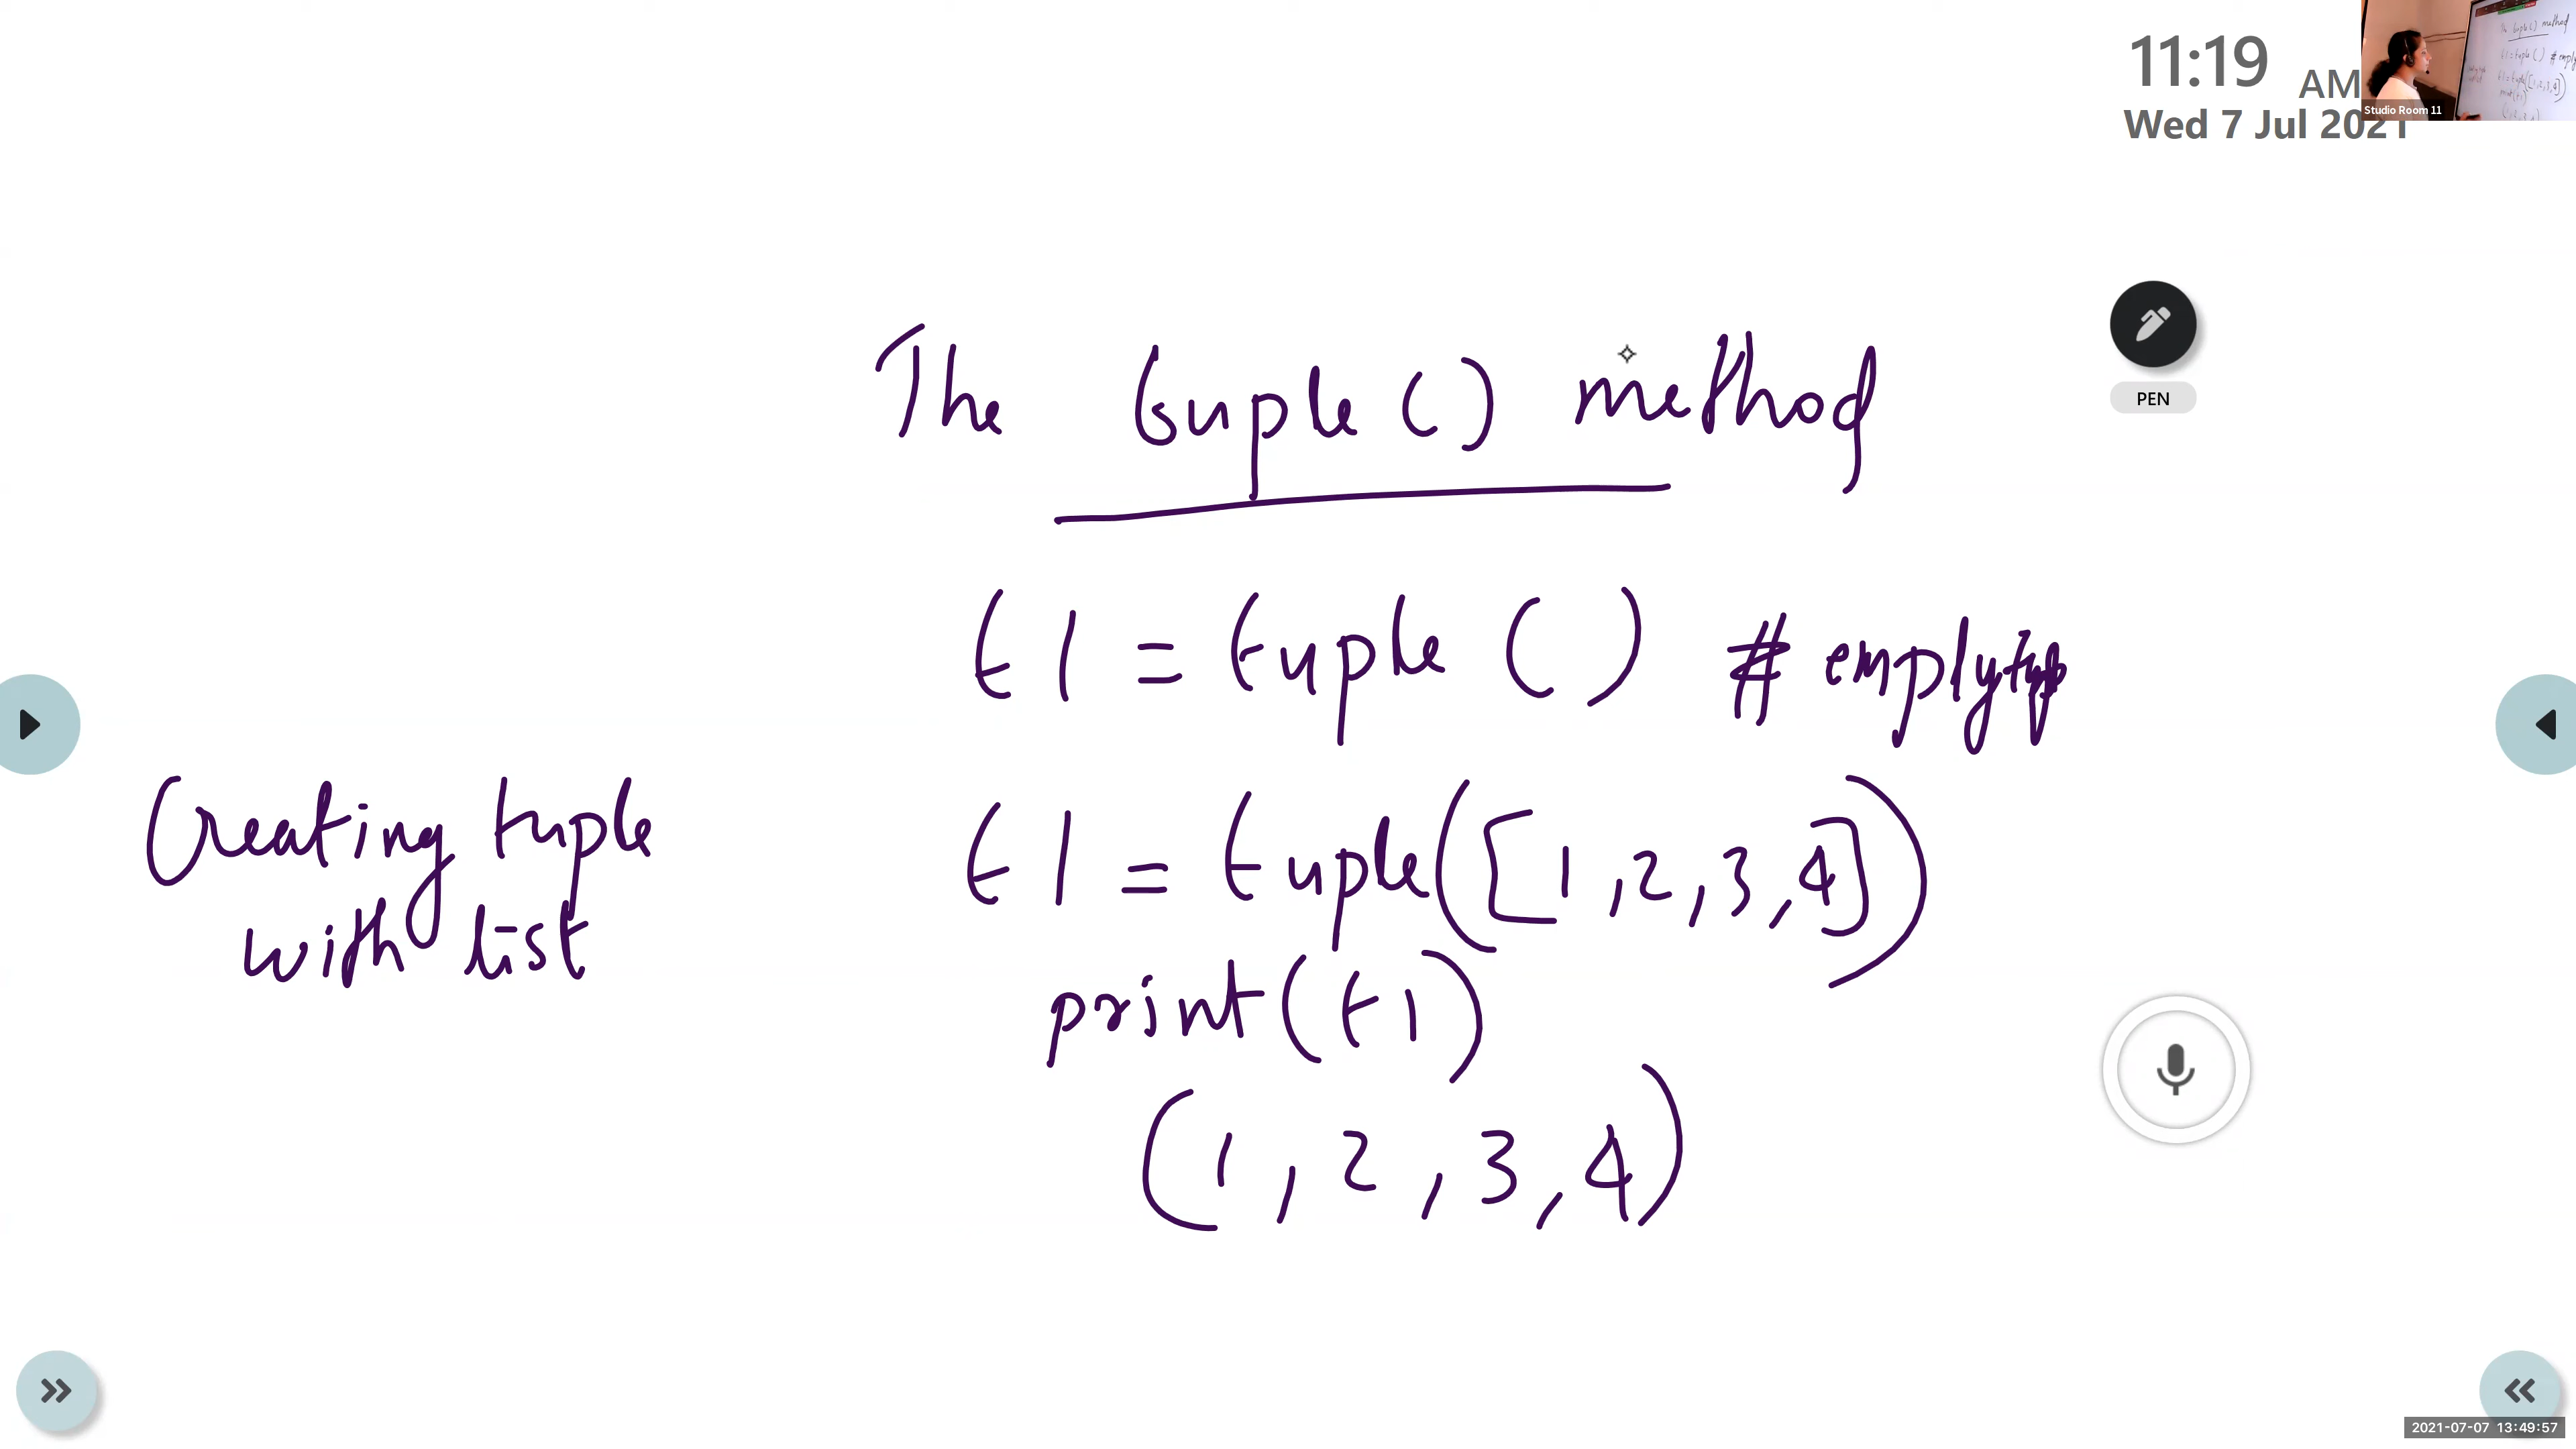 11:19 AM
Wed 7 Jul 2021
Studio Room 11
The tuple() method
PEN
t1 = tuple ( ) # empty tup
Creating tuple
with list
t1 = tuple([1,2,3,4])
print(t1)
(1,2,3,4)
2021-07-07 13:49:57